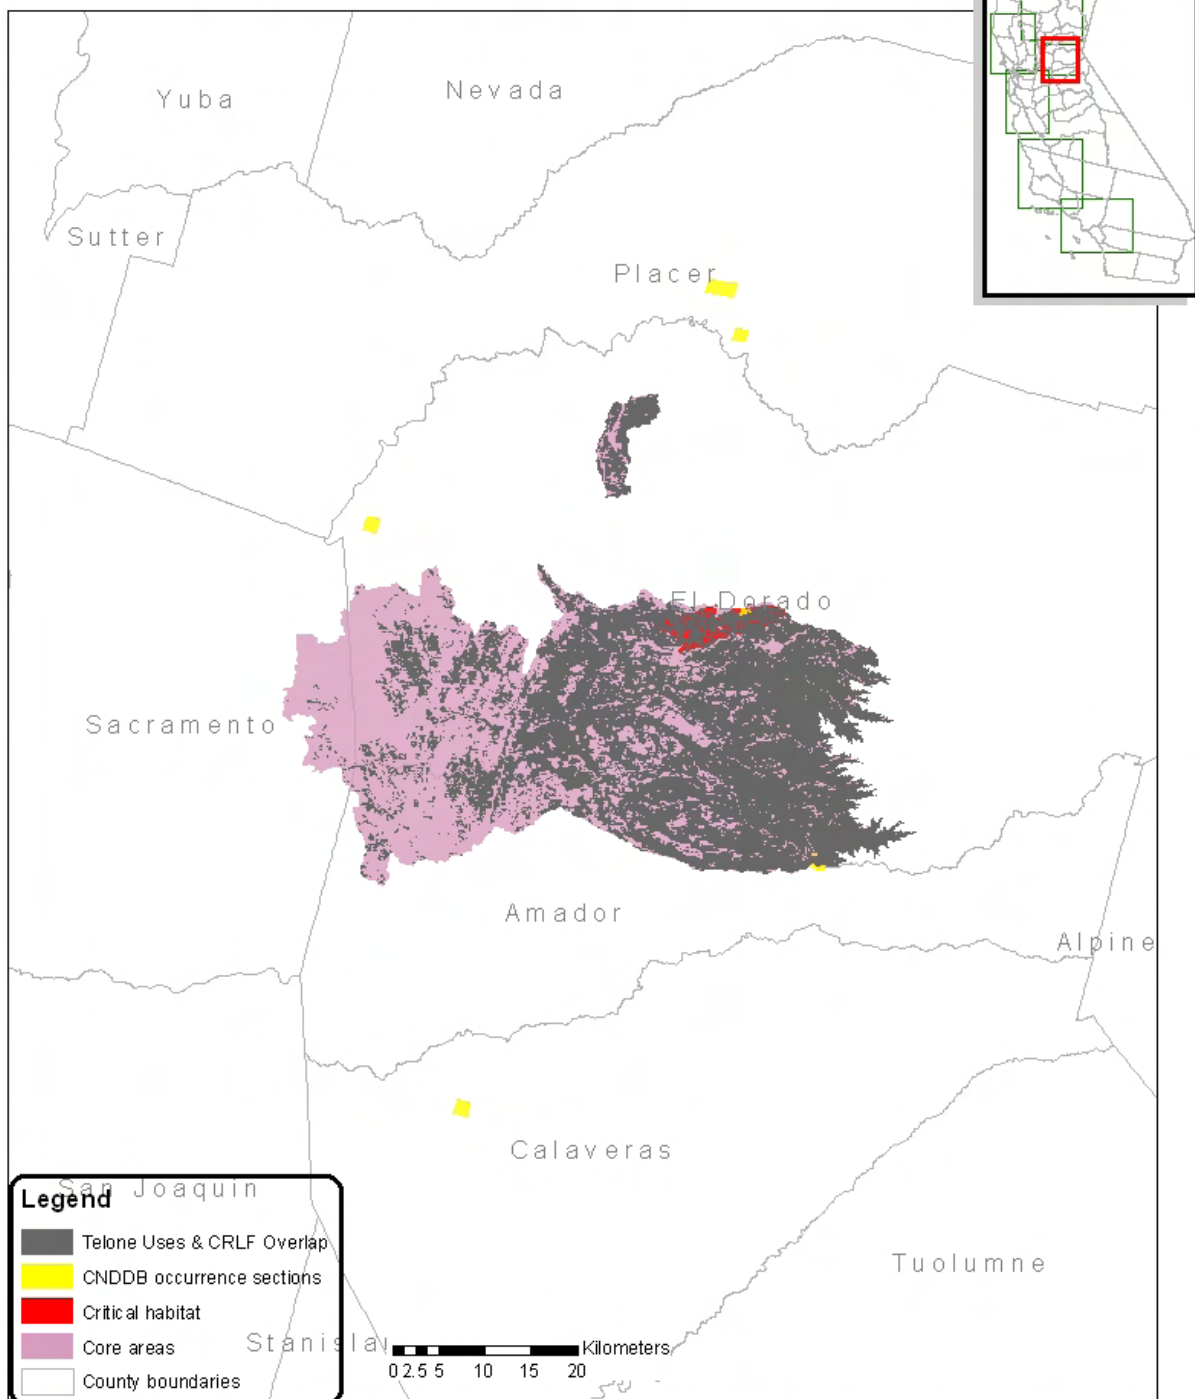 Yuba
Nevada
Sutter
Placer
El Dorado
Sacramento
Amador
Alpine
Calaveras
San Joaquin
Legend
Telone Uses & CRLF Overlap
CNDDB occurrence sections
Critical habitat
Core areas
County boundaries
Tuolumne
Stanisla
Kilometers
0 2.5 5 10 15 20